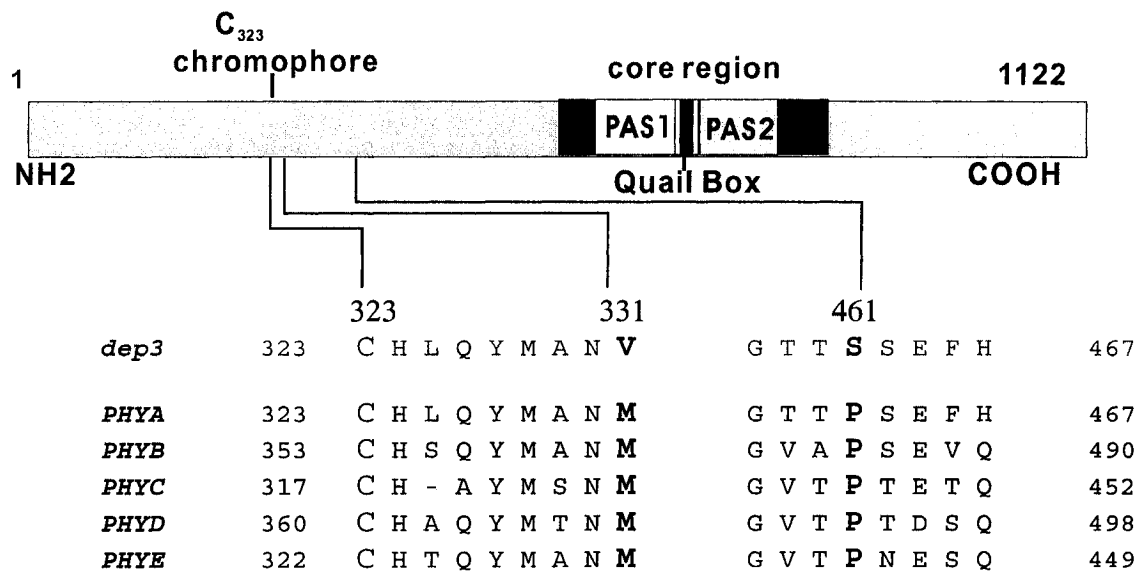 C323
chromophore
1
core region
1122
PAS1
PAS2
NH2
Quail Box
COOH
323 331 461
dep3 323 C H L Q Y M A N V G T T S S E F H 467
PHYA 323 C H L Q Y M A N M G T T P S E F H 467
PHYB 353 C H S Q Y M A N M G V A P S E V Q 490
PHYC 317 C H - A Y M S N M G V T P T E T Q 452
PHYD 360 C H A Q Y M T N M G V T P T D S Q 498
PHYE 322 C H T Q Y M A N M G V T P N E S Q 449